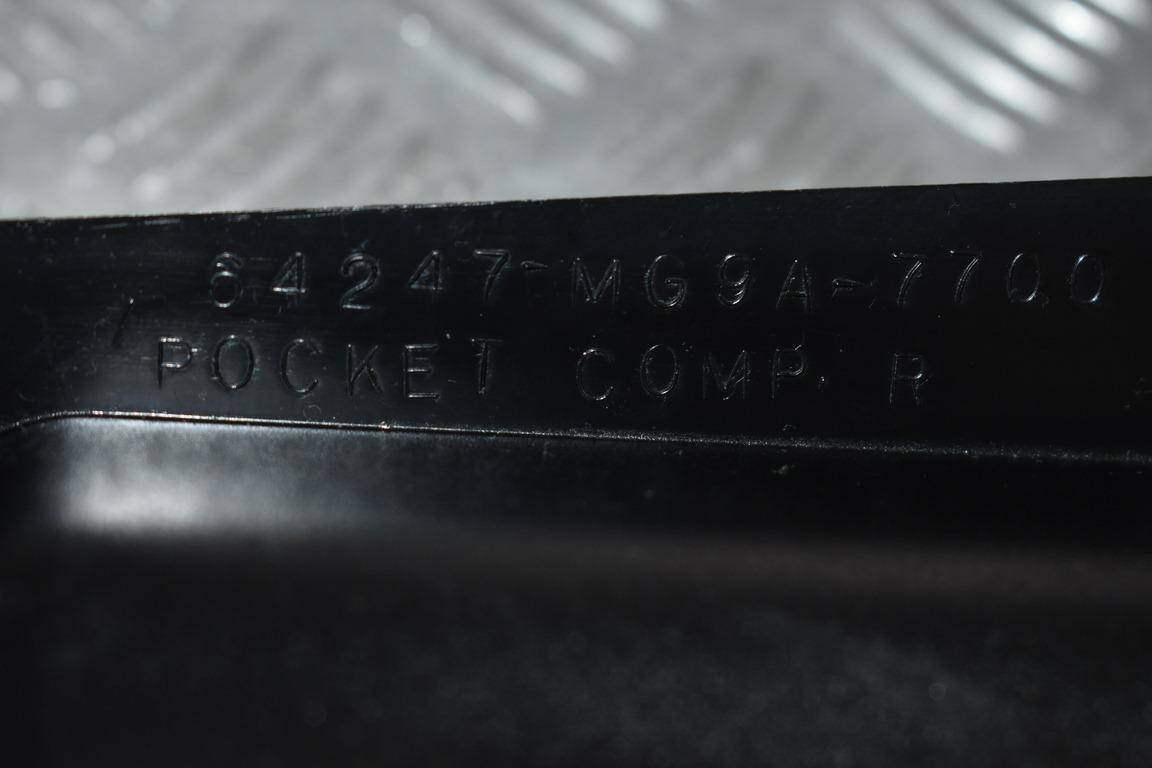 64247-MG9A-7700
POCKET COMP. R